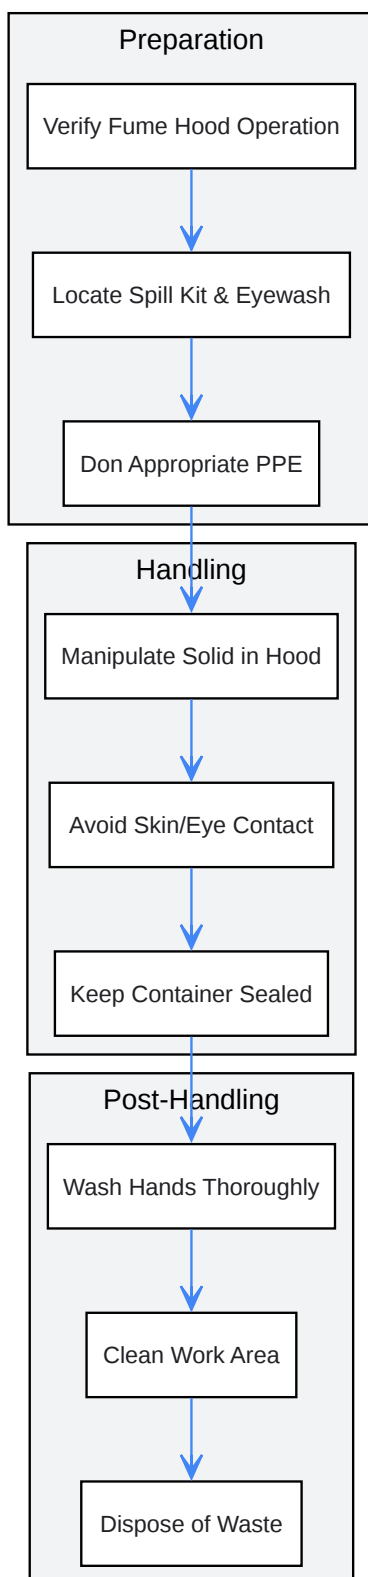 Preparation
Verify Fume Hood Operation
Locate Spill Kit & Eyewash
Don Appropriate PPE
Handling
Manipulate Solid in Hood
Avoid Skin/Eye Contact
Keep Container Sealed
Post-Handling
Wash Hands Thoroughly
Clean Work Area
Dispose of Waste